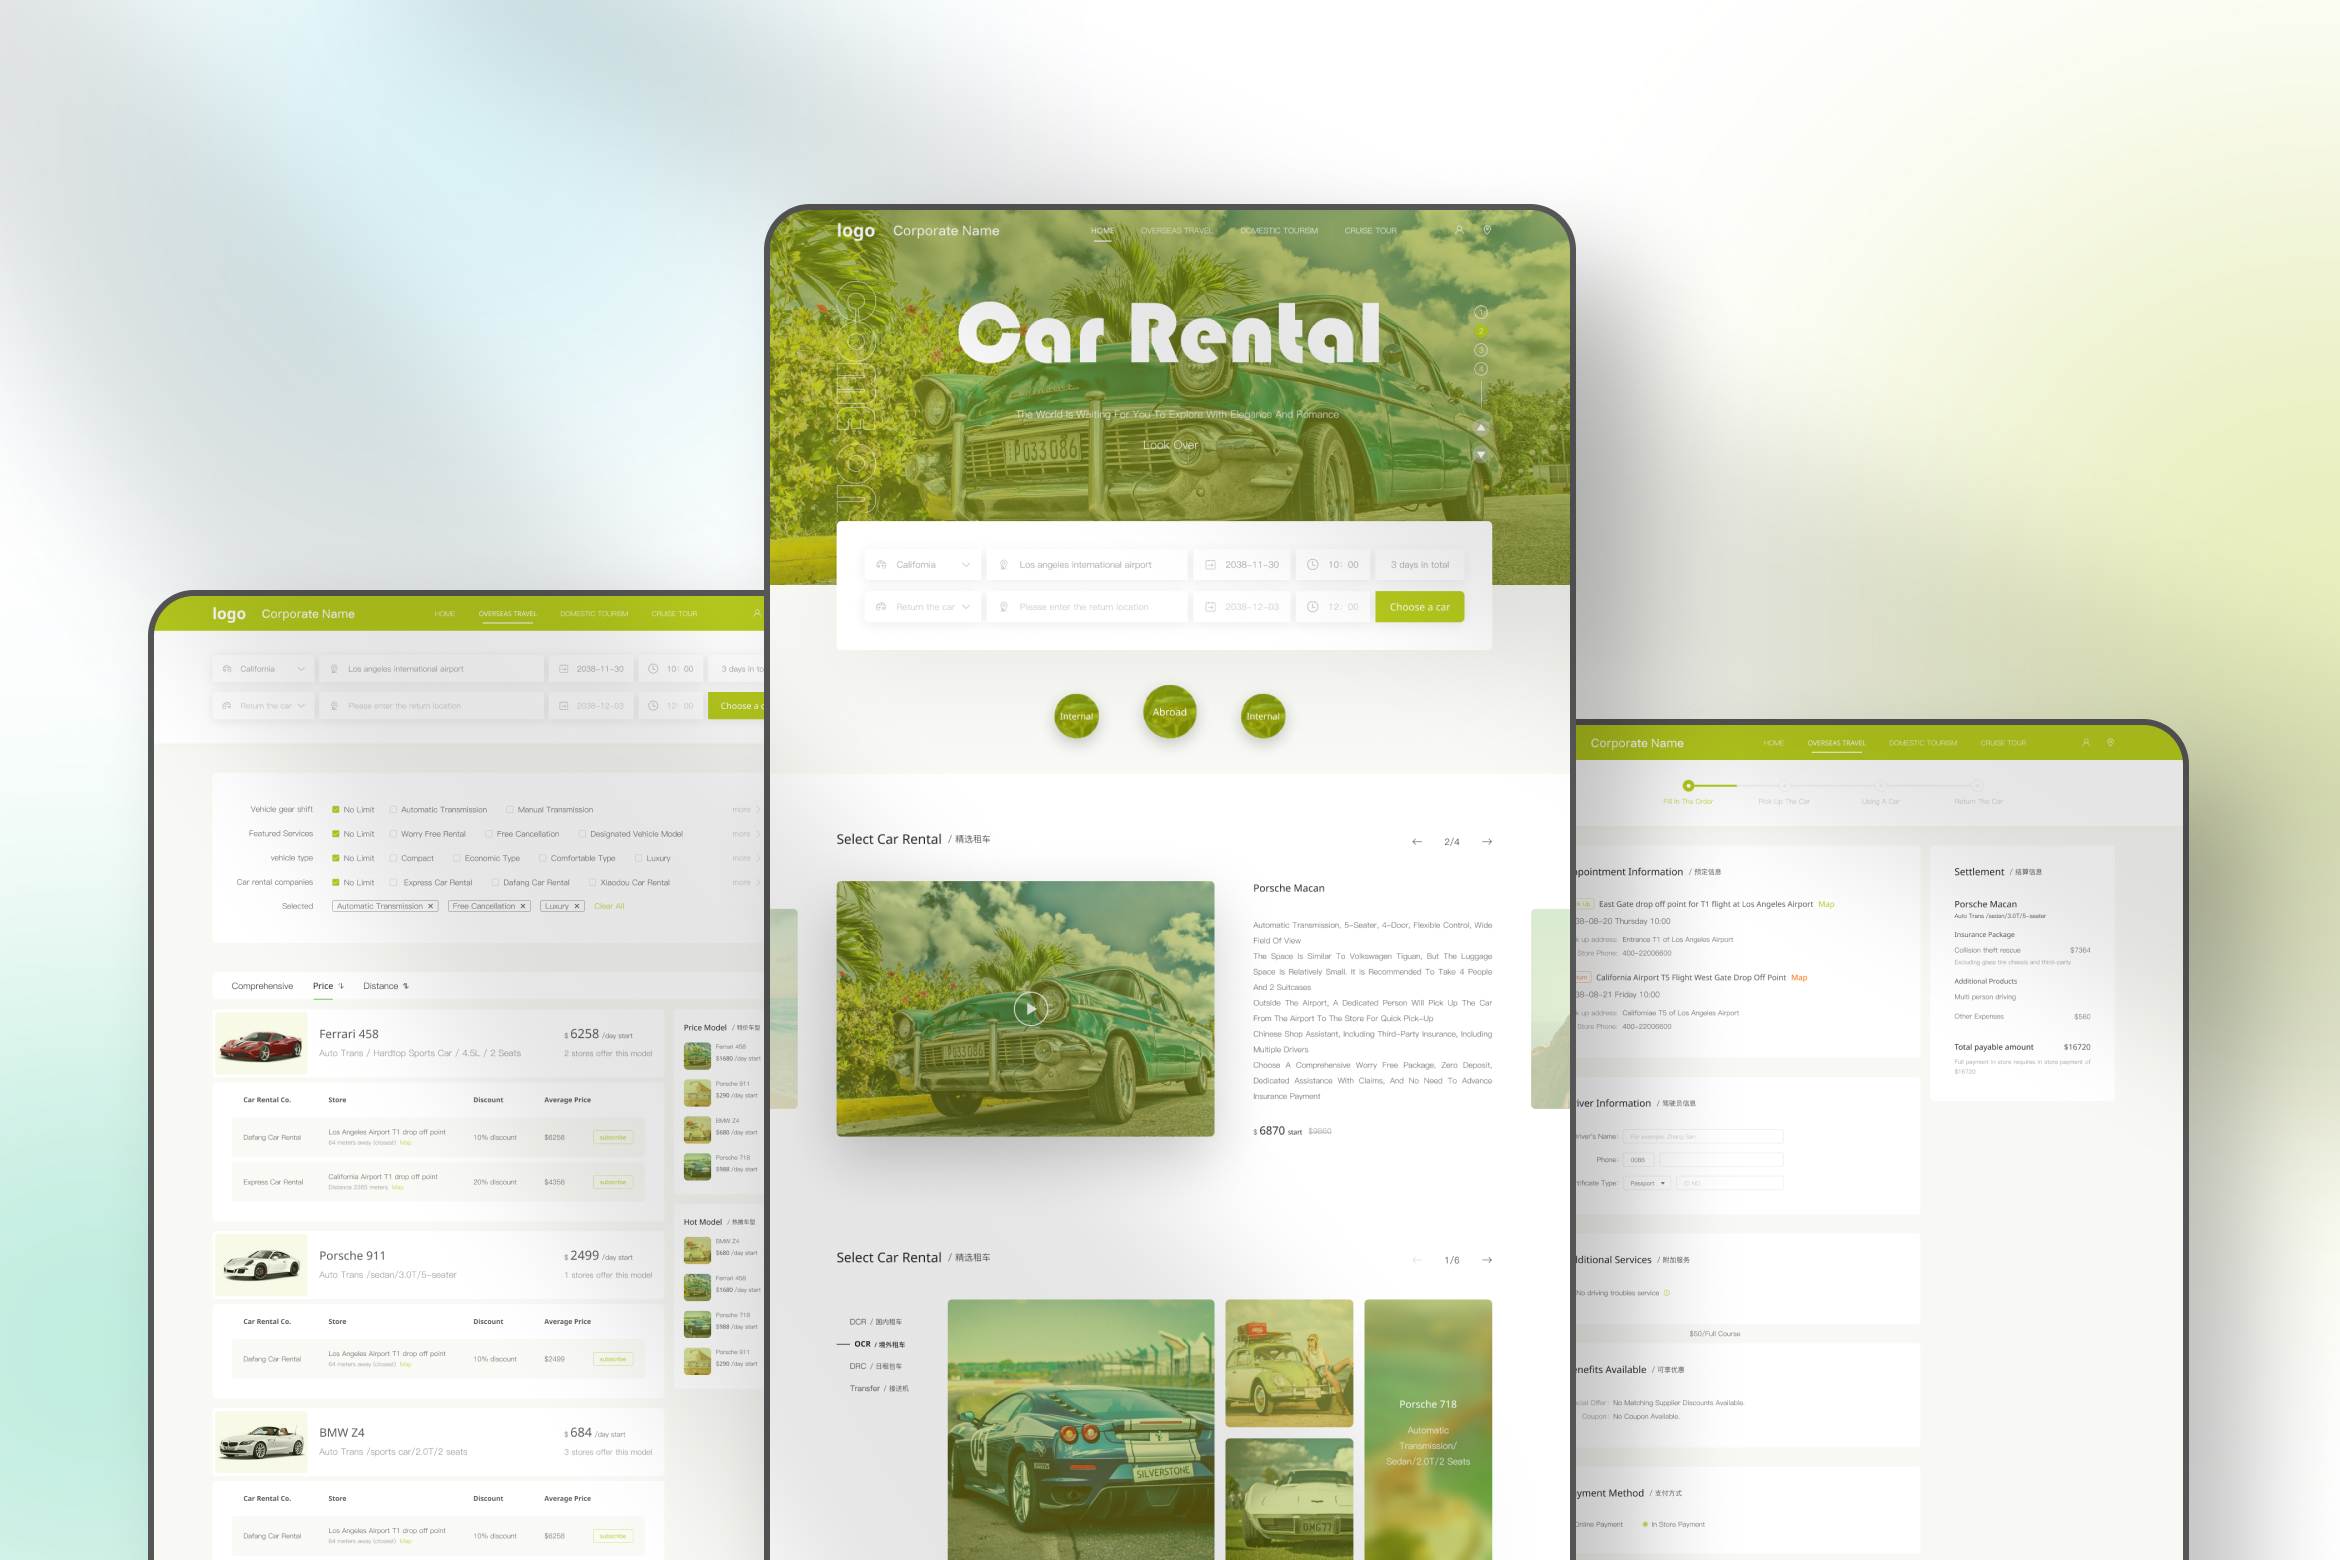 logo Corporate Name HOME OVERSEAS TRAVEL DOMESTIC TOURISM CRUISE TOUR
Car Rental
1
2
3
4
The World Is Waiting For You To Explore With Elegance And Romance
Look Over
P033086
California Los angeles international airport 2038-11-30 10: 00 3 days in total
Return the car Please enter the return location 2038-12-03 12: 00 Choose a car
Internal Abroad Internal
Select Car Rental / 精选租车 2/4
Porsche Macan
Automatic Transmission, 5-Seater, 4-Door, Flexible Control, Wide
Field Of View
The Space Is Similar To Volkswagen Tiguan, But The Luggage
Space Is Relatively Small. It Is Recommended To Take 4 People
And 2 Suitcases
Outside The Airport, A Dedicated Person Will Pick Up The Car
From The Airport To The Store For Quick Pick-Up
Chinese Shop Assistant, Including Third-Party Insurance, Including
Multiple Drivers
Choose A Comprehensive Worry Free Package, Zero Deposit,
Dedicated Assistance With Claims, And No Need To Advance
Insurance Payment
$ 6870 start $9860
P033086
Select Car Rental / 精选租车 1/6
DCR / 国内租车
OCR / 境外租车
DRC / 日租包车
Transfer / 接送机
SILVERSTONE
Porsche 718
Automatic
Transmission/
Sedan/2.0T/2 Seats
logo Corporate Name HOME OVERSEAS TRAVEL DOMESTIC TOURISM CRUISE TOUR
California Los angeles international airport 2038-11-30 10: 00 3 days in to
Return the car Please enter the return location 2038-12-03 12: 00 Choose a c
Vehicle gear shift No Limit Automatic Transmission Manual Transmission more
Featured Services No Limit Worry Free Rental Free Cancellation Designated Vehicle Model more
vehicle type No Limit Compact Economic Type Comfortable Type Luxury more
Car rental companies No Limit Express Car Rental Dafang Car Rental Xiaodou Car Rental more
Selected Automatic Transmission Free Cancellation Luxury Clear All
Comprehensive Price Distance
Ferrari 458 $ 6258 /day start
Auto Trans / Hardtop Sports Car / 4.5L / 2 Seats 2 stores offer this model
Car Rental Co. Store Discount Average Price
Dafang Car Rental Los Angeles Airport T1 drop off point 10% discount $6258 subscribe
64 meters away (closest) Map
Express Car Rental California Airport T1 drop off point 20% discount $4358 subscribe
Distance 2365 meters Map
Porsche 911 $ 2499 /day start
Auto Trans /sedan/3.0T/5-seater 1 stores offer this model
Car Rental Co. Store Discount Average Price
Dafang Car Rental Los Angeles Airport T1 drop off point 10% discount $2499 subscribe
64 meters away (closest) Map
BMW Z4 $ 684 /day start
Auto Trans /sports car/2.0T/2 seats 3 stores offer this model
Car Rental Co. Store Discount Average Price
Dafang Car Rental Los Angeles Airport T1 drop off point 10% discount $6258 subscribe
64 meters away (closest) Map
Price Model / 特价车型
Ferrari 458
$1680 /day start
Porsche 911
$290 /day start
BMW Z4
$680 /day start
Porsche 718
$988 /day start
Hot Model / 热推车型
BMW Z4
$680 /day start
Ferrari 458
$1680 /day start
Porsche 718
$988 /day start
Porsche 911
$290 /day start
Corporate Name HOME OVERSEAS TRAVEL DOMESTIC TOURISM CRUISE TOUR
Fill In The Order Pick Up The Car Using A Car Return The Car
ppointment Information / 预定信息
East Gate drop off point for T1 flight at Los Angeles Airport Map
38-08-20 Thursday 10:00
k up address: Entrance T1 of Los Angeles Airport
Store Phone: 400-22006600
California Airport T5 Flight West Gate Drop Off Point Map
38-08-21 Friday 10:00
k up address: Californiae T5 of Los Angeles Airport
Store Phone: 400-22006600
iver Information / 驾驶员信息
river's Name: For example: Zhang San
Phone: 0086
rtificate Type: Passport ID NO
dditional Services / 附加服务
No driving troubles service
$50/Full Course
enefits Available / 可享优惠
cial Offer: No Matching Supplier Discounts Available.
Coupon: No Coupon Available.
yment Method / 支付方式
Online Payment In Store Payment
Settlement / 结算信息
Porsche Macan
Auto Trans /sedan/3.0T/5-seater
Insurance Package
Collision theft rescue $7364
Excluding glass tire chassis and third-party
Additional Products
Multi person driving
Other Expenses $560
Total payable amount $16720
Full payment in store requires in store payment of
$16720